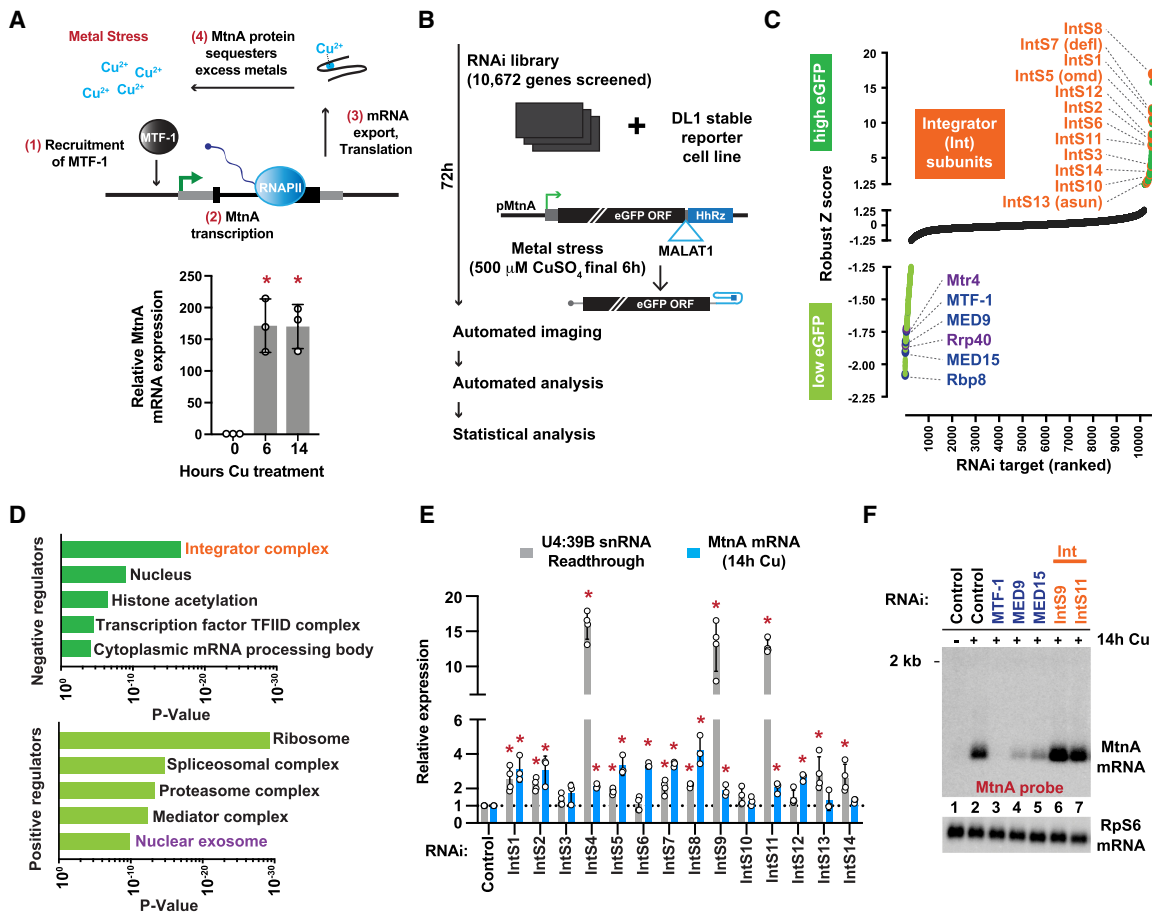 A
Metal Stress
Cu2+
Cu2+
Cu2+ Cu2+
(4) MtnA protein
sequesters
excess metals
Cu2+
(1) Recruitment
of MTF-1
MTF-1
(3) mRNA
export,
Translation
RNAPII
(2) MtnA
transcription
Relative MtnA
mRNA expression
250
200
150
100
50
0
* *
0 6 14
Hours Cu treatment
B
72h
RNAi library
(10,672 genes screened)
+
DL1 stable
reporter
cell line
pMtnA
eGFP ORF
HhRz
MALAT1
Metal stress
(500 μM CuSO4 final 6h)
eGFP ORF
Automated imaging
Automated analysis
Statistical analysis
C
high eGFP
Robust Z score
low eGFP
20
15
10
5
1.25
1.25
0
-1.25
-1.25
-1.50
-1.75
-2.00
-2.25
Integrator
(Int)
subunits
IntS8
IntS7 (defl)
IntS1
IntS5 (omd)
IntS12
IntS2
IntS6
IntS11
IntS3
IntS14
IntS10
IntS13 (asun)
Mtr4
MTF-1
MED9
Rrp40
MED15
Rbp8
1000
2000
3000
4000
5000
6000
7000
8000
9000
10000
RNAi target (ranked)
D
Negative regulators
Integrator complex
Nucleus
Histone acetylation
Transcription factor TFIID complex
Cytoplasmic mRNA processing body
10^0 10^-10 10^-20 10^-30
P-Value
Positive regulators
Ribosome
Spliceosomal complex
Proteasome complex
Mediator complex
Nuclear exosome
10^0 10^-10 10^-20 10^-30
P-Value
E
U4:39B snRNA
Readthrough
MtnA mRNA
(14h Cu)
Relative expression
20
15
10
6
4
2
1
0
* * * * * * * * * * * * * * * * * * * *
RNAi:
Control
IntS1
IntS2
IntS3
IntS4
IntS5
IntS6
IntS7
IntS8
IntS9
IntS10
IntS11
IntS12
IntS13
IntS14
F
Int
RNAi:
Control
Control
MTF-1
MED9
MED15
IntS9
IntS11
- + + + + + + 14h Cu
2 kb -
MtnA
mRNA
MtnA probe
1 2 3 4 5 6 7
RpS6
mRNA